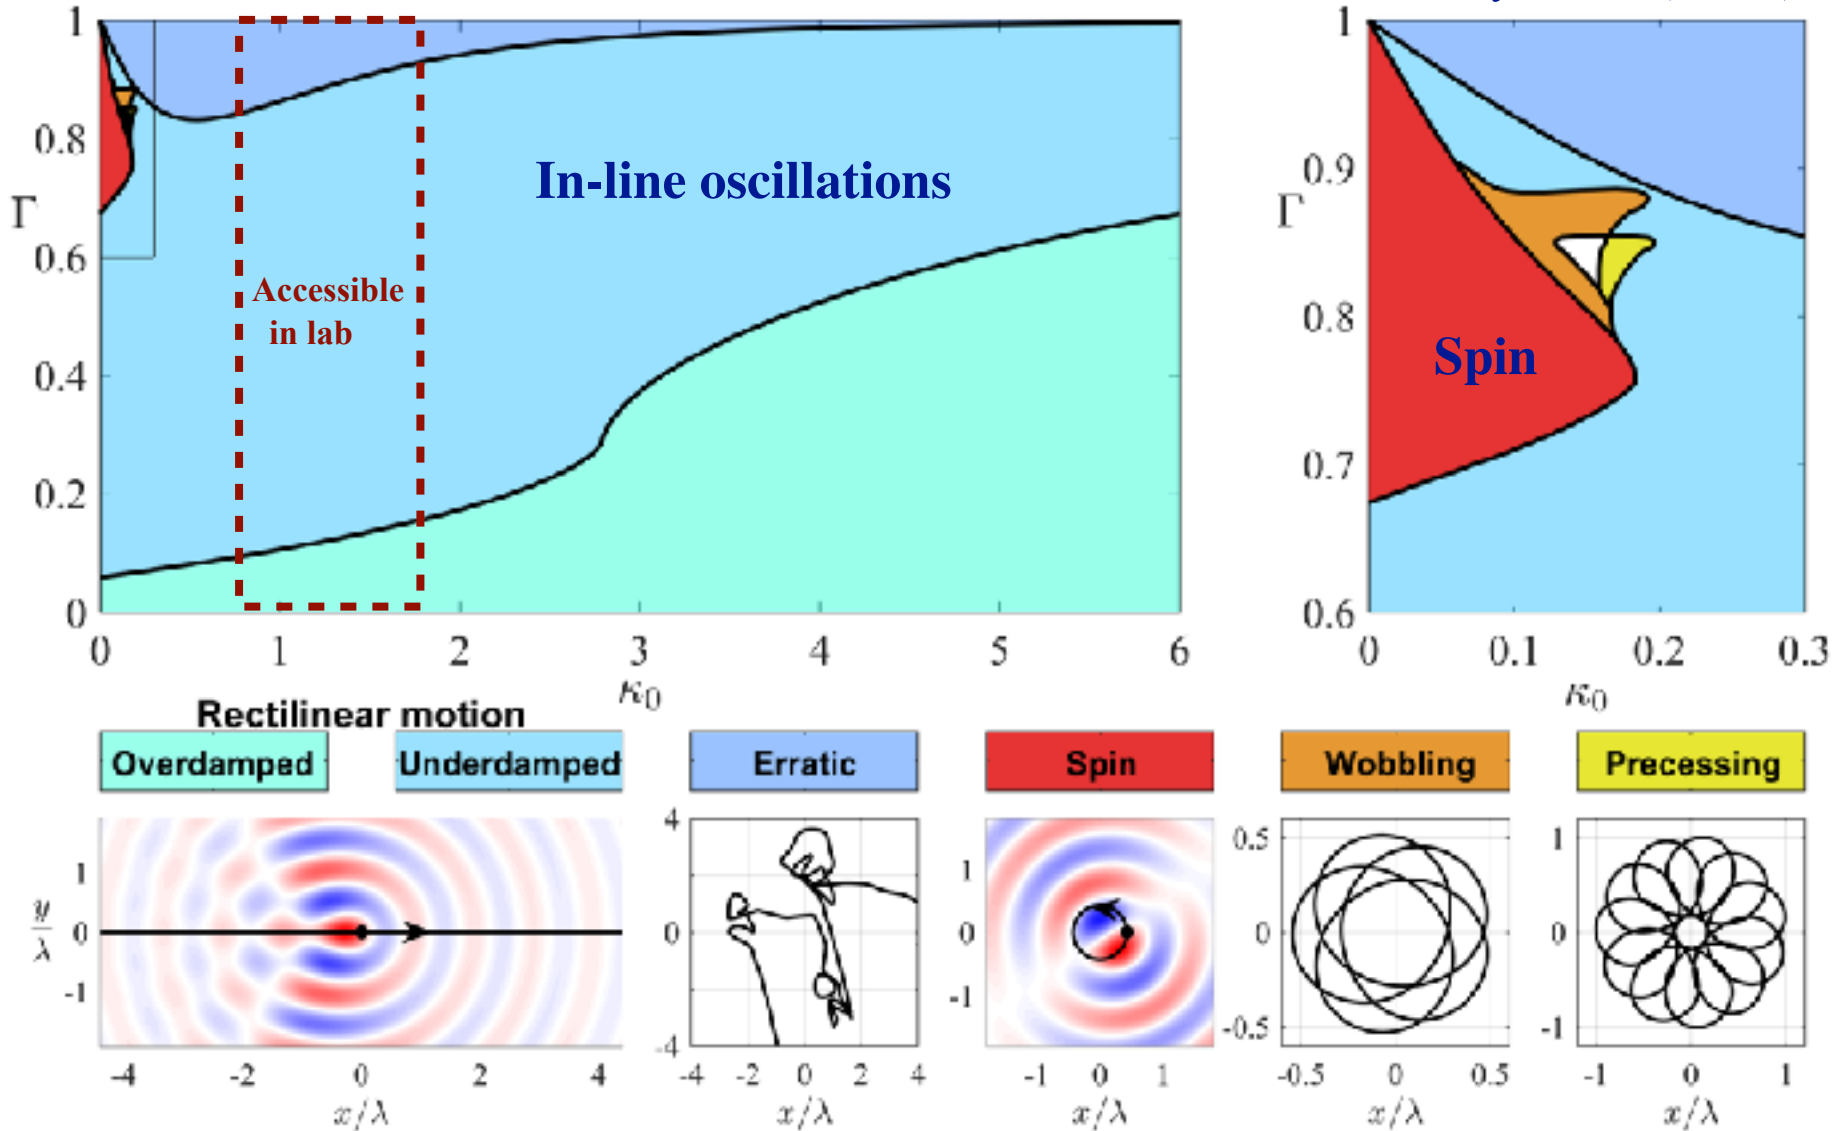 1
0.8
Γ
0.6
0.4
0.2
0
0 1 2 3 4 5 6
κ0
In-line oscillations
Accessible
in lab
1
0.9
Γ
0.8
0.7
0.6
0 0.1 0.2 0.3
κ0
Spin
Rectilinear motion
Overdamped Underdamped Erratic Spin Wobbling Precessing
y/λ
1
0
-1
-4 -2 0 2 4
x/λ
4
0
-4
-4 -2 0 2 4
x/λ
1
0
-1
-1 0 1
x/λ
0.5
0
-0.5
-0.5 0 0.5
x/λ
1
0
-1
-1 0 1
x/λ